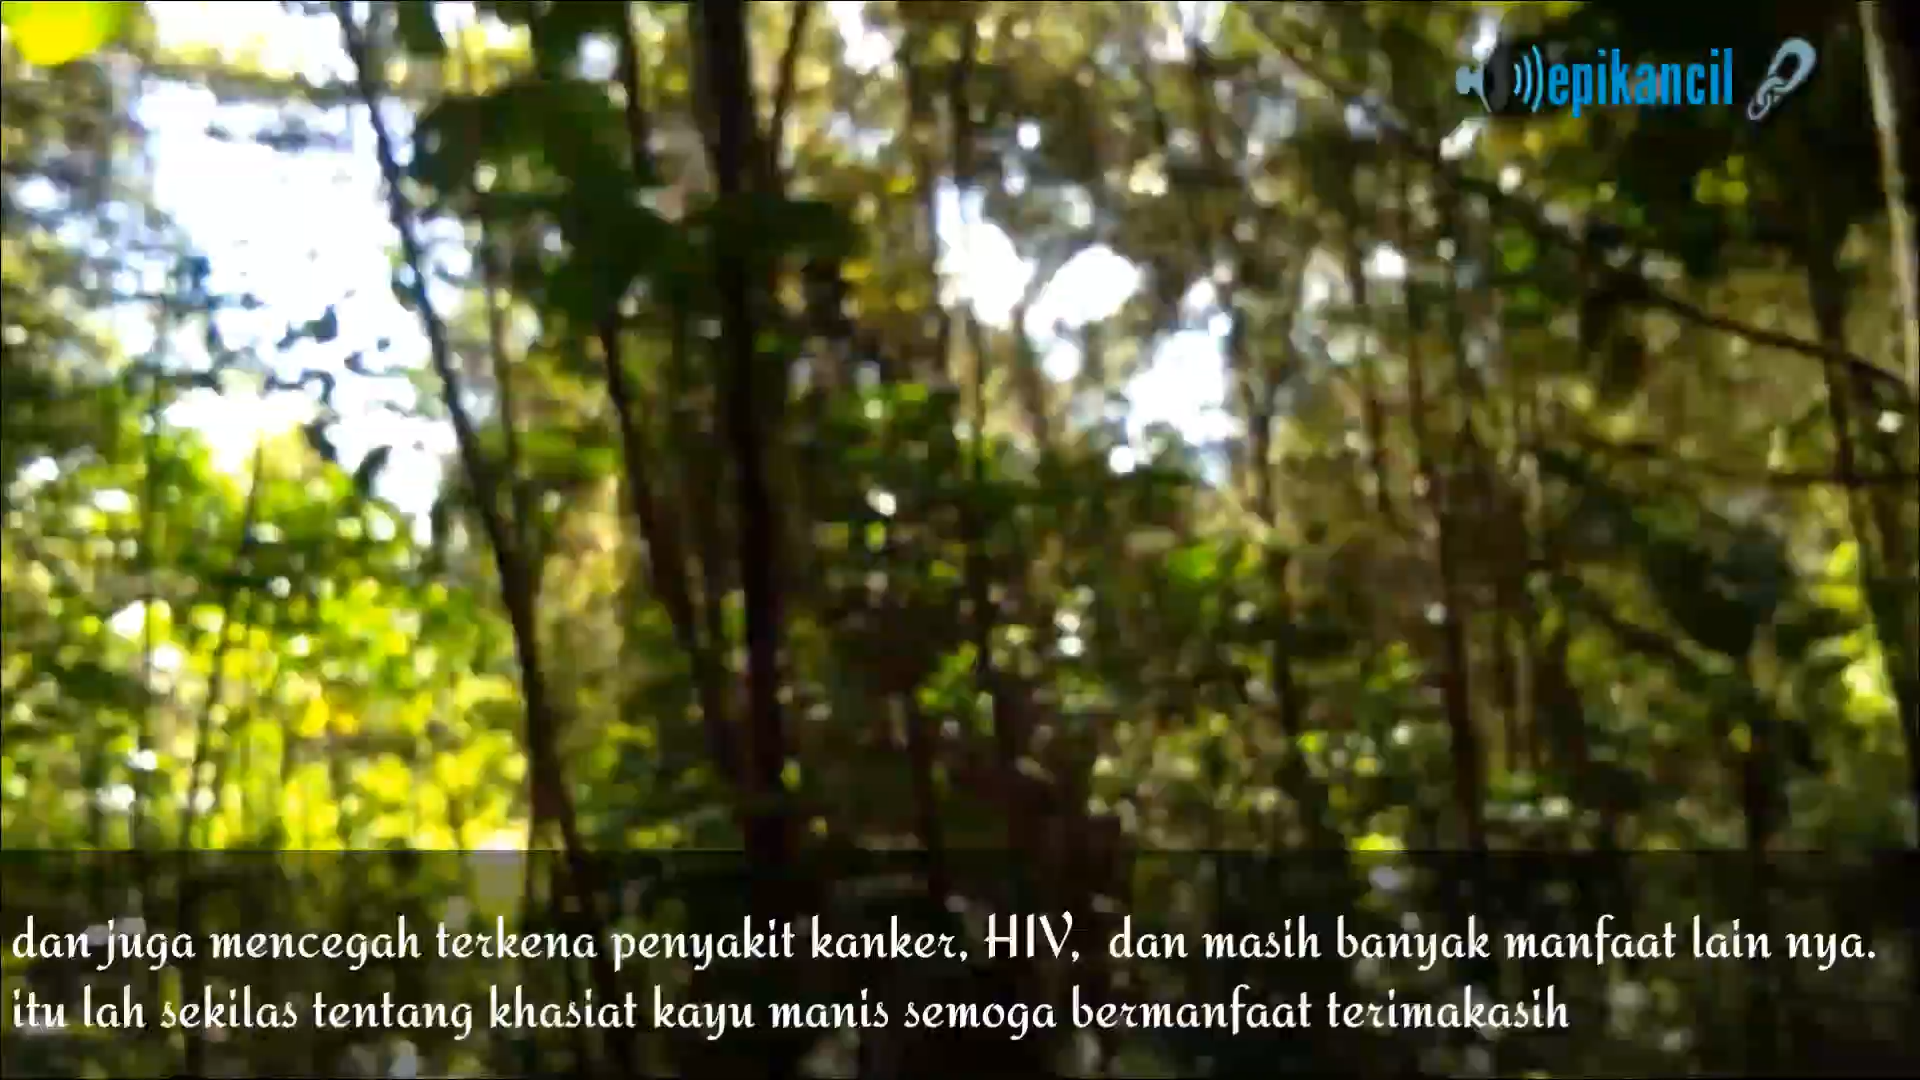 epikancil
dan juga mencegah terkena penyakit kanker, HIV, dan masih banyak manfaat lain nya.
itu lah sekilas tentang khasiat kayu manis semoga bermanfaat terimakasih